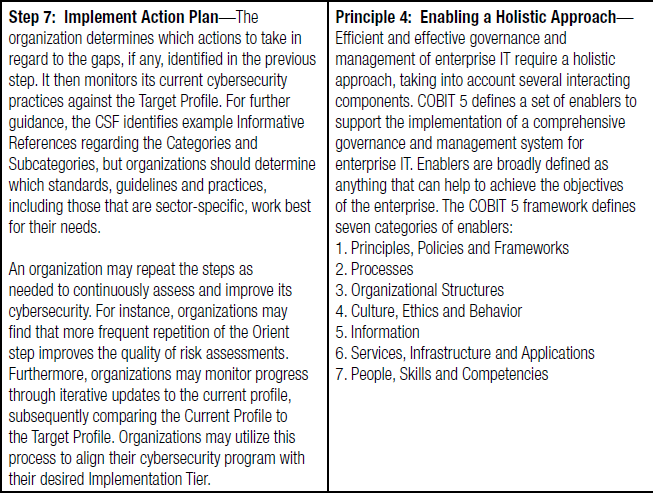 Step 7:  Implement Action Plan—The
organization determines which actions to take in
regard to the gaps, if any, identified in the previous
step. It then monitors its current cybersecurity
practices against the Target Profile. For further
guidance, the CSF identifies example Informative
References regarding the Categories and
Subcategories, but organizations should determine
which standards, guidelines and practices,
including those that are sector-specific, work best
for their needs.

An organization may repeat the steps as
needed to continuously assess and improve its
cybersecurity. For instance, organizations may
find that more frequent repetition of the Orient
step improves the quality of risk assessments.
Furthermore, organizations may monitor progress
through iterative updates to the current profile,
subsequently comparing the Current Profile to
the Target Profile. Organizations may utilize this
process to align their cybersecurity program with
their desired Implementation Tier.

Principle 4:  Enabling a Holistic Approach—
Efficient and effective governance and
management of enterprise IT require a holistic
approach, taking into account several interacting
components. COBIT 5 defines a set of enablers to
support the implementation of a comprehensive
governance and management system for
enterprise IT. Enablers are broadly defined as
anything that can help to achieve the objectives
of the enterprise. The COBIT 5 framework defines
seven categories of enablers:
1. Principles, Policies and Frameworks
2. Processes
3. Organizational Structures
4. Culture, Ethics and Behavior
5. Information
6. Services, Infrastructure and Applications
7. People, Skills and Competencies